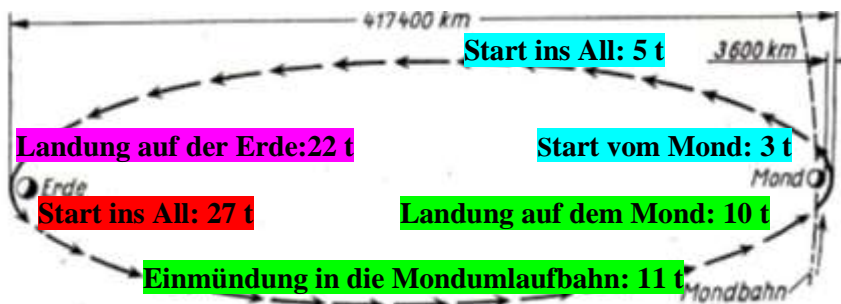 417400 km
Start ins All: 5 t
3600 km
Landung auf der Erde:22 t
Start vom Mond: 3 t
Erde
Mond
Start ins All: 27 t
Landung auf dem Mond: 10 t
Einmündung in die Mondumlaufbahn: 11 t
Mondbahn